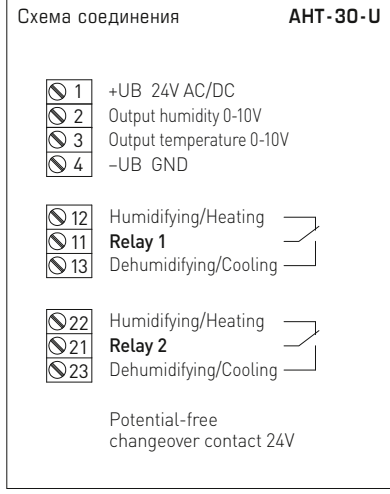 Схема соединения AHT-30-U
1 +UB 24V AC/DC
2 Output humidity 0-10V
3 Output temperature 0-10V
4 –UB GND
12 Humidifying/Heating
11 Relay 1
13 Dehumidifying/Cooling
22 Humidifying/Heating
21 Relay 2
23 Dehumidifying/Cooling
Potential-free
changeover contact 24V